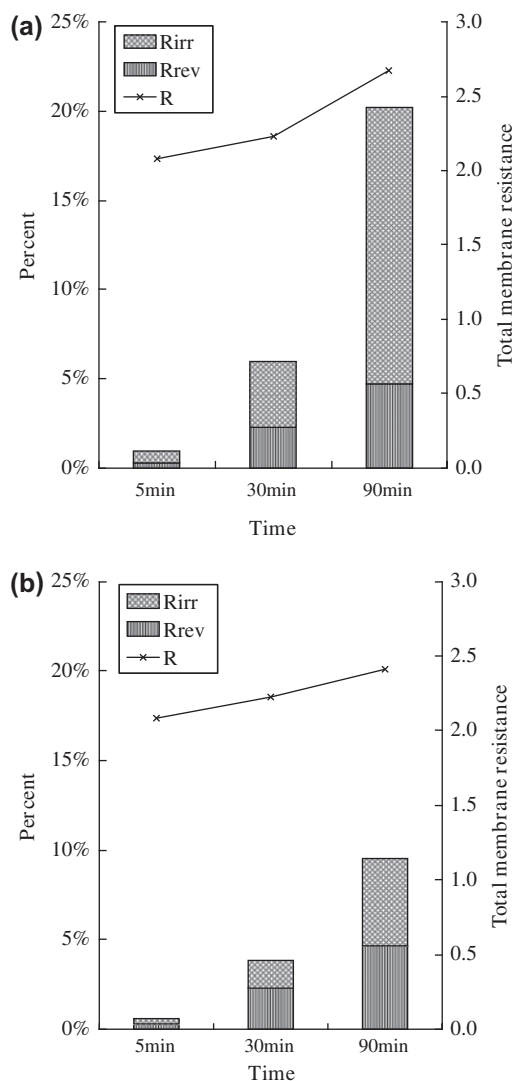 (a)
25%
20%
15%
10%
5%
0%
Percent
Rirr
Rrev
R
3.0
2.5
2.0
1.5
1.0
0.5
0.0
Total membrane resistance
5min 30min 90min
Time
(b)
25%
20%
15%
10%
5%
0%
Percent
Rirr
Rrev
R
3.0
2.5
2.0
1.5
1.0
0.5
0.0
Total membrane resistance
5min 30min 90min
Time